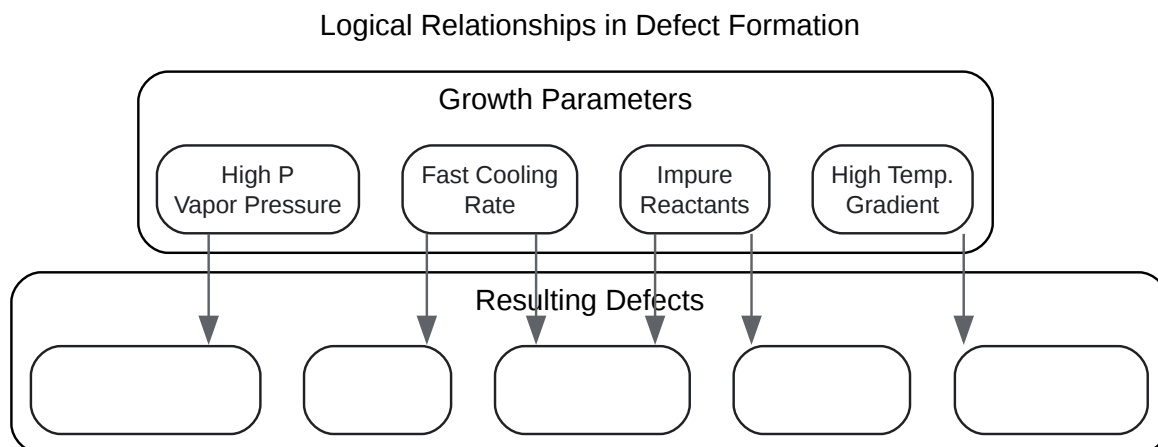 Logical Relationships in Defect Formation
Growth Parameters
High P
Vapor Pressure
Fast Cooling
Rate
Impure
Reactants
High Temp.
Gradient
Resulting Defects